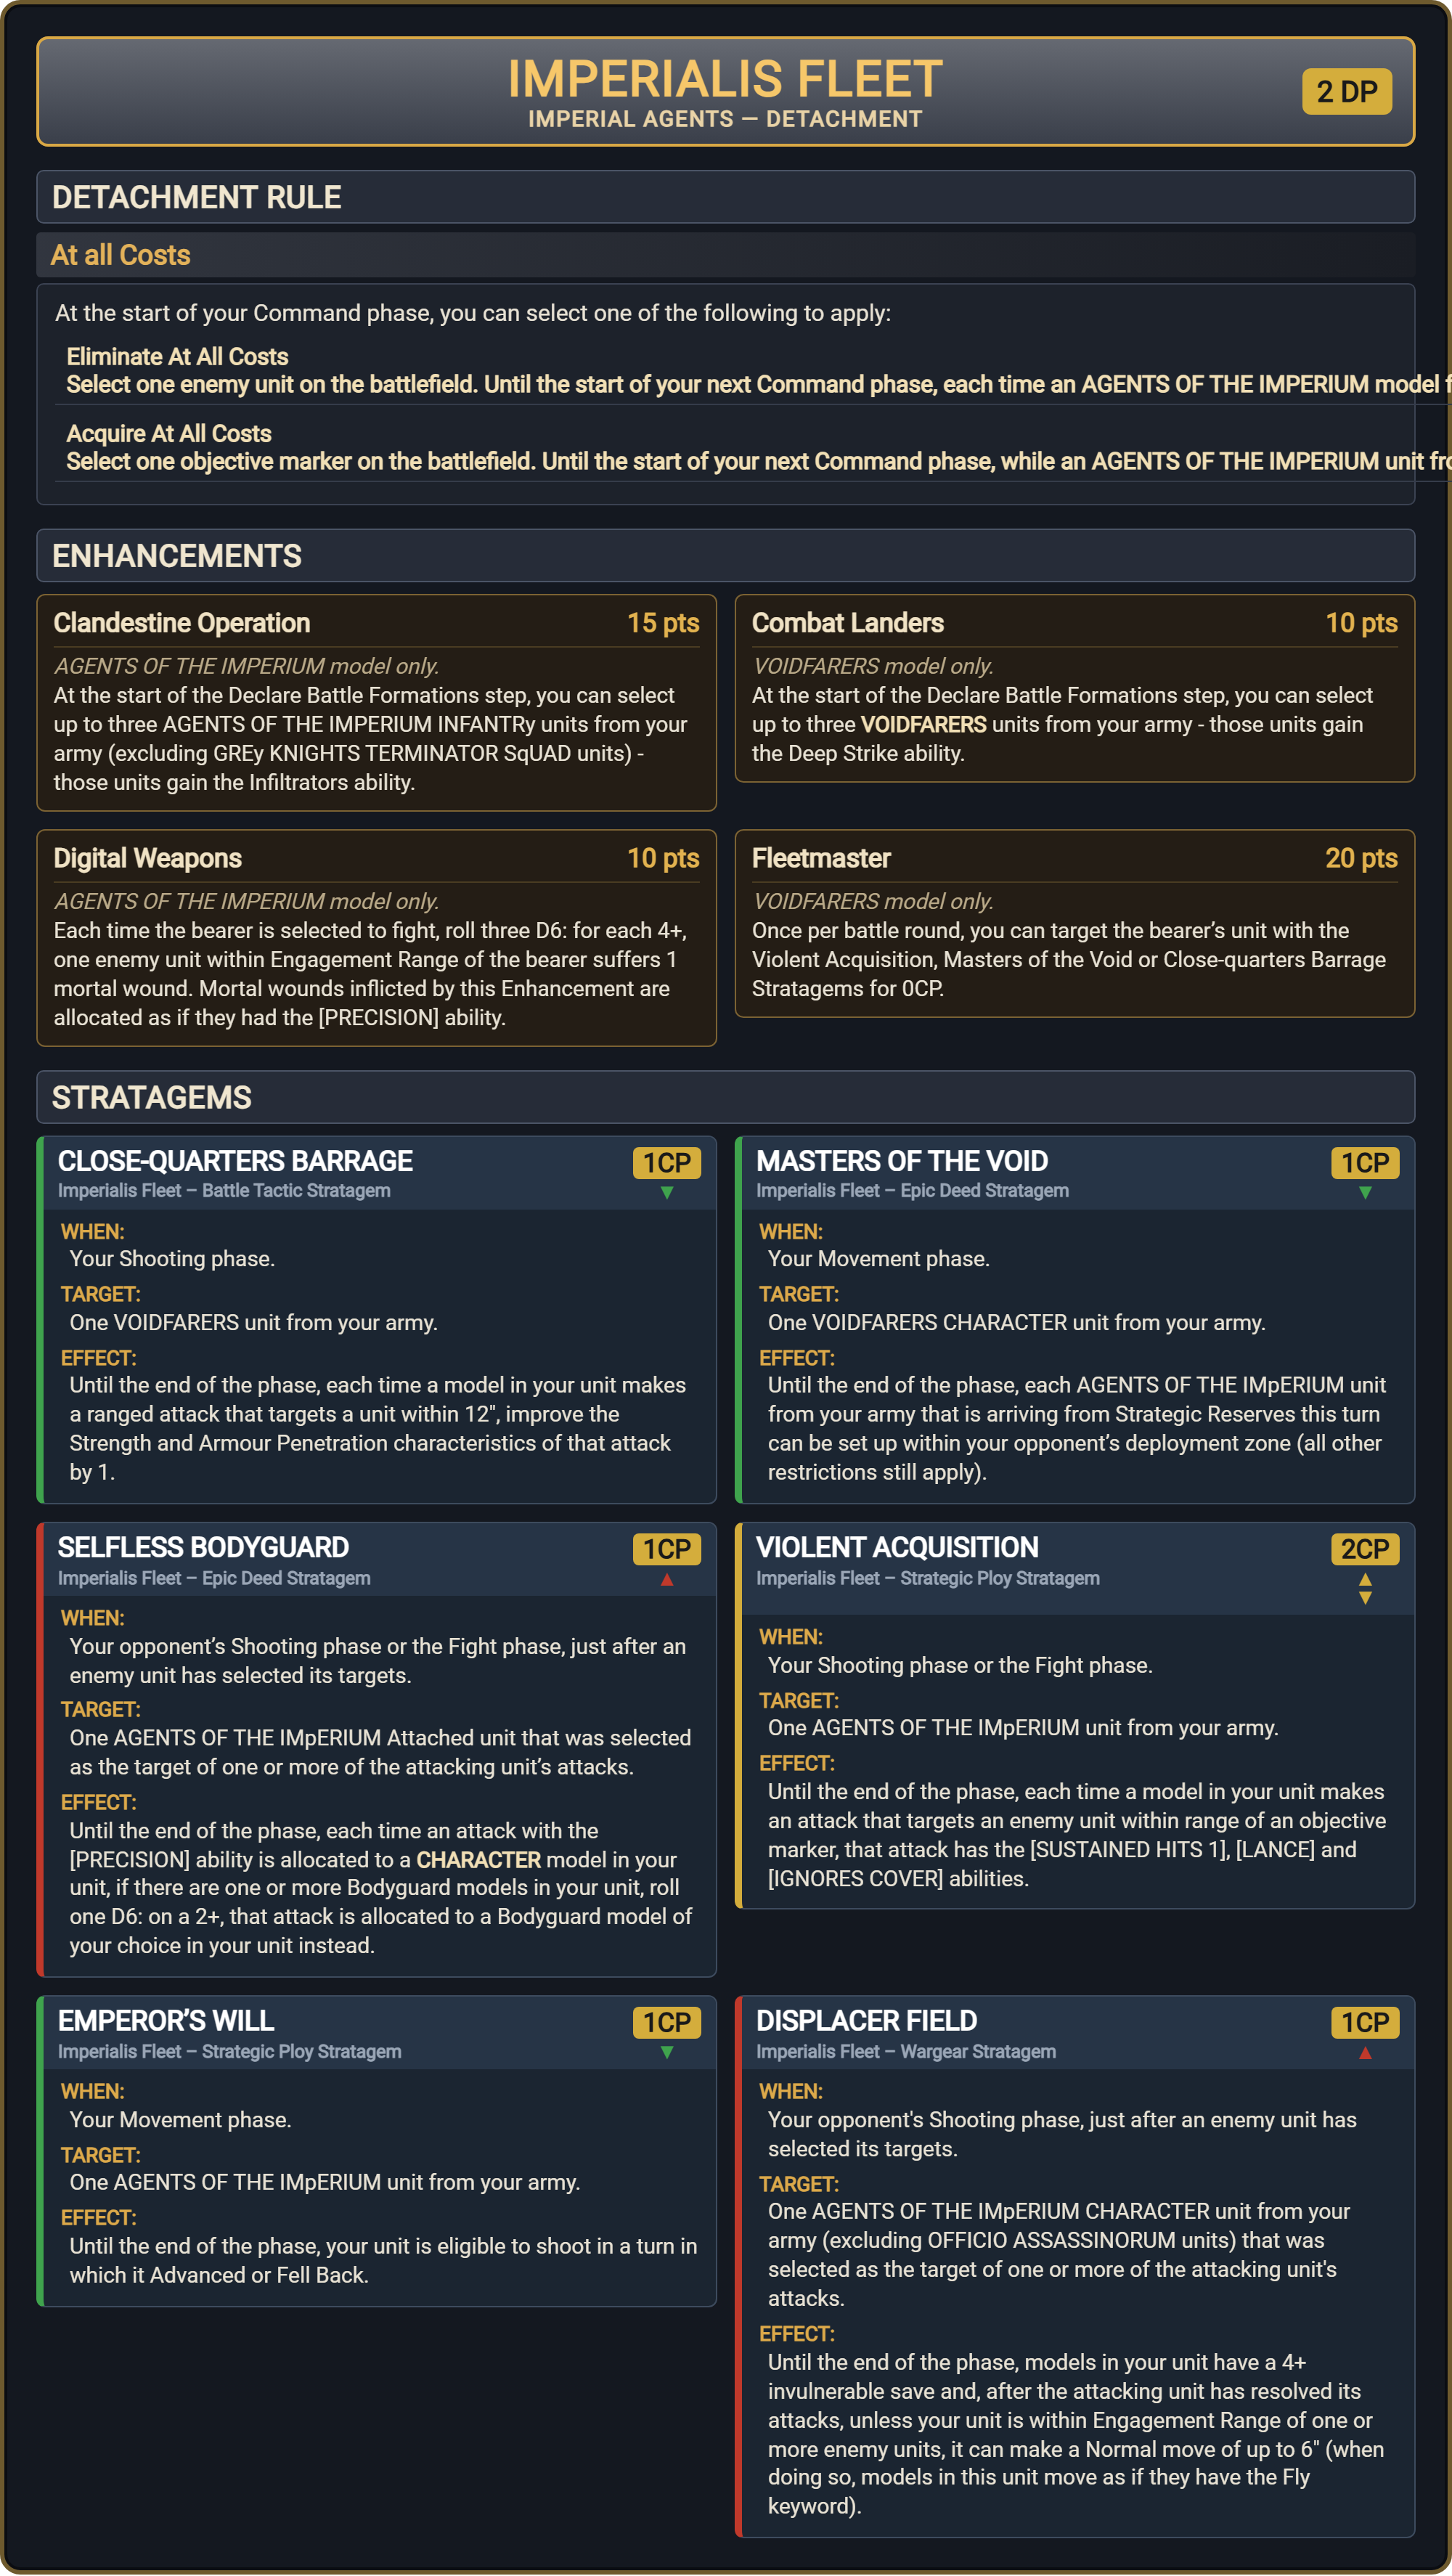 IMPERIALIS FLEET
IMPERIAL AGENTS — DETACHMENT
2 DP
DETACHMENT RULE
At all Costs
At the start of your Command phase, you can select one of the following to apply:
Eliminate At All Costs
Select one enemy unit on the battlefield. Until the start of your next Command phase, each time an AGENTS OF THE IMPERIUM model
Acquire At All Costs
Select one objective marker on the battlefield. Until the start of your next Command phase, while an AGENTS OF THE IMPERIUM unit
ENHANCEMENTS
Clandestine Operation 15 pts
AGENTS OF THE IMPERIUM model only.
At the start of the Declare Battle Formations step, you can select
up to three AGENTS OF THE IMPERIUM INFANTRy units from your
army (excluding GREy KNIGHTS TERMINATOR SqUAD units) -
those units gain the Infiltrators ability.
Combat Landers 10 pts
VOIDFARERS model only.
At the start of the Declare Battle Formations step, you can select
up to three VOIDFARERS units from your army - those units gain
the Deep Strike ability.
Digital Weapons 10 pts
AGENTS OF THE IMPERIUM model only.
Each time the bearer is selected to fight, roll three D6: for each 4+,
one enemy unit within Engagement Range of the bearer suffers 1
mortal wound. Mortal wounds inflicted by this Enhancement are
allocated as if they had the [PRECISION] ability.
Fleetmaster 20 pts
VOIDFARERS model only.
Once per battle round, you can target the bearer’s unit with the
Violent Acquisition, Masters of the Void or Close-quarters Barrage
Stratagems for 0CP.
STRATAGEMS
CLOSE-QUARTERS BARRAGE 1CP
Imperialis Fleet – Battle Tactic Stratagem ▼
WHEN:
Your Shooting phase.
TARGET:
One VOIDFARERS unit from your army.
EFFECT:
Until the end of the phase, each time a model in your unit makes
a ranged attack that targets a unit within 12", improve the
Strength and Armour Penetration characteristics of that attack
by 1.
MASTERS OF THE VOID 1CP
Imperialis Fleet – Epic Deed Stratagem ▼
WHEN:
Your Movement phase.
TARGET:
One VOIDFARERS CHARACTER unit from your army.
EFFECT:
Until the end of the phase, each AGENTS OF THE IMpERIUM unit
from your army that is arriving from Strategic Reserves this turn
can be set up within your opponent’s deployment zone (all other
restrictions still apply).
SELFLESS BODYGUARD 1CP
Imperialis Fleet – Epic Deed Stratagem ▲
WHEN:
Your opponent’s Shooting phase or the Fight phase, just after an
enemy unit has selected its targets.
TARGET:
One AGENTS OF THE IMpERIUM Attached unit that was selected
as the target of one or more of the attacking unit’s attacks.
EFFECT:
Until the end of the phase, each time an attack with the
[PRECISION] ability is allocated to a CHARACTER model in your
unit, if there are one or more Bodyguard models in your unit, roll
one D6: on a 2+, that attack is allocated to a Bodyguard model of
your choice in your unit instead.
VIOLENT ACQUISITION 2CP
Imperialis Fleet – Strategic Ploy Stratagem ▲
▼
WHEN:
Your Shooting phase or the Fight phase.
TARGET:
One AGENTS OF THE IMpERIUM unit from your army.
EFFECT:
Until the end of the phase, each time a model in your unit makes
an attack that targets an enemy unit within range of an objective
marker, that attack has the [SUSTAINED HITS 1], [LANCE] and
[IGNORES COVER] abilities.
EMPEROR’S WILL 1CP
Imperialis Fleet – Strategic Ploy Stratagem ▼
WHEN:
Your Movement phase.
TARGET:
One AGENTS OF THE IMpERIUM unit from your army.
EFFECT:
Until the end of the phase, your unit is eligible to shoot in a turn in
which it Advanced or Fell Back.
DISPLACER FIELD 1CP
Imperialis Fleet – Wargear Stratagem ▲
WHEN:
Your opponent's Shooting phase, just after an enemy unit has
selected its targets.
TARGET:
One AGENTS OF THE IMpERIUM CHARACTER unit from your
army (excluding OFFICIO ASSASSINORUM units) that was
selected as the target of one or more of the attacking unit's
attacks.
EFFECT:
Until the end of the phase, models in your unit have a 4+
invulnerable save and, after the attacking unit has resolved its
attacks, unless your unit is within Engagement Range of one or
more enemy units, it can make a Normal move of up to 6" (when
doing so, models in this unit move as if they have the Fly
keyword).